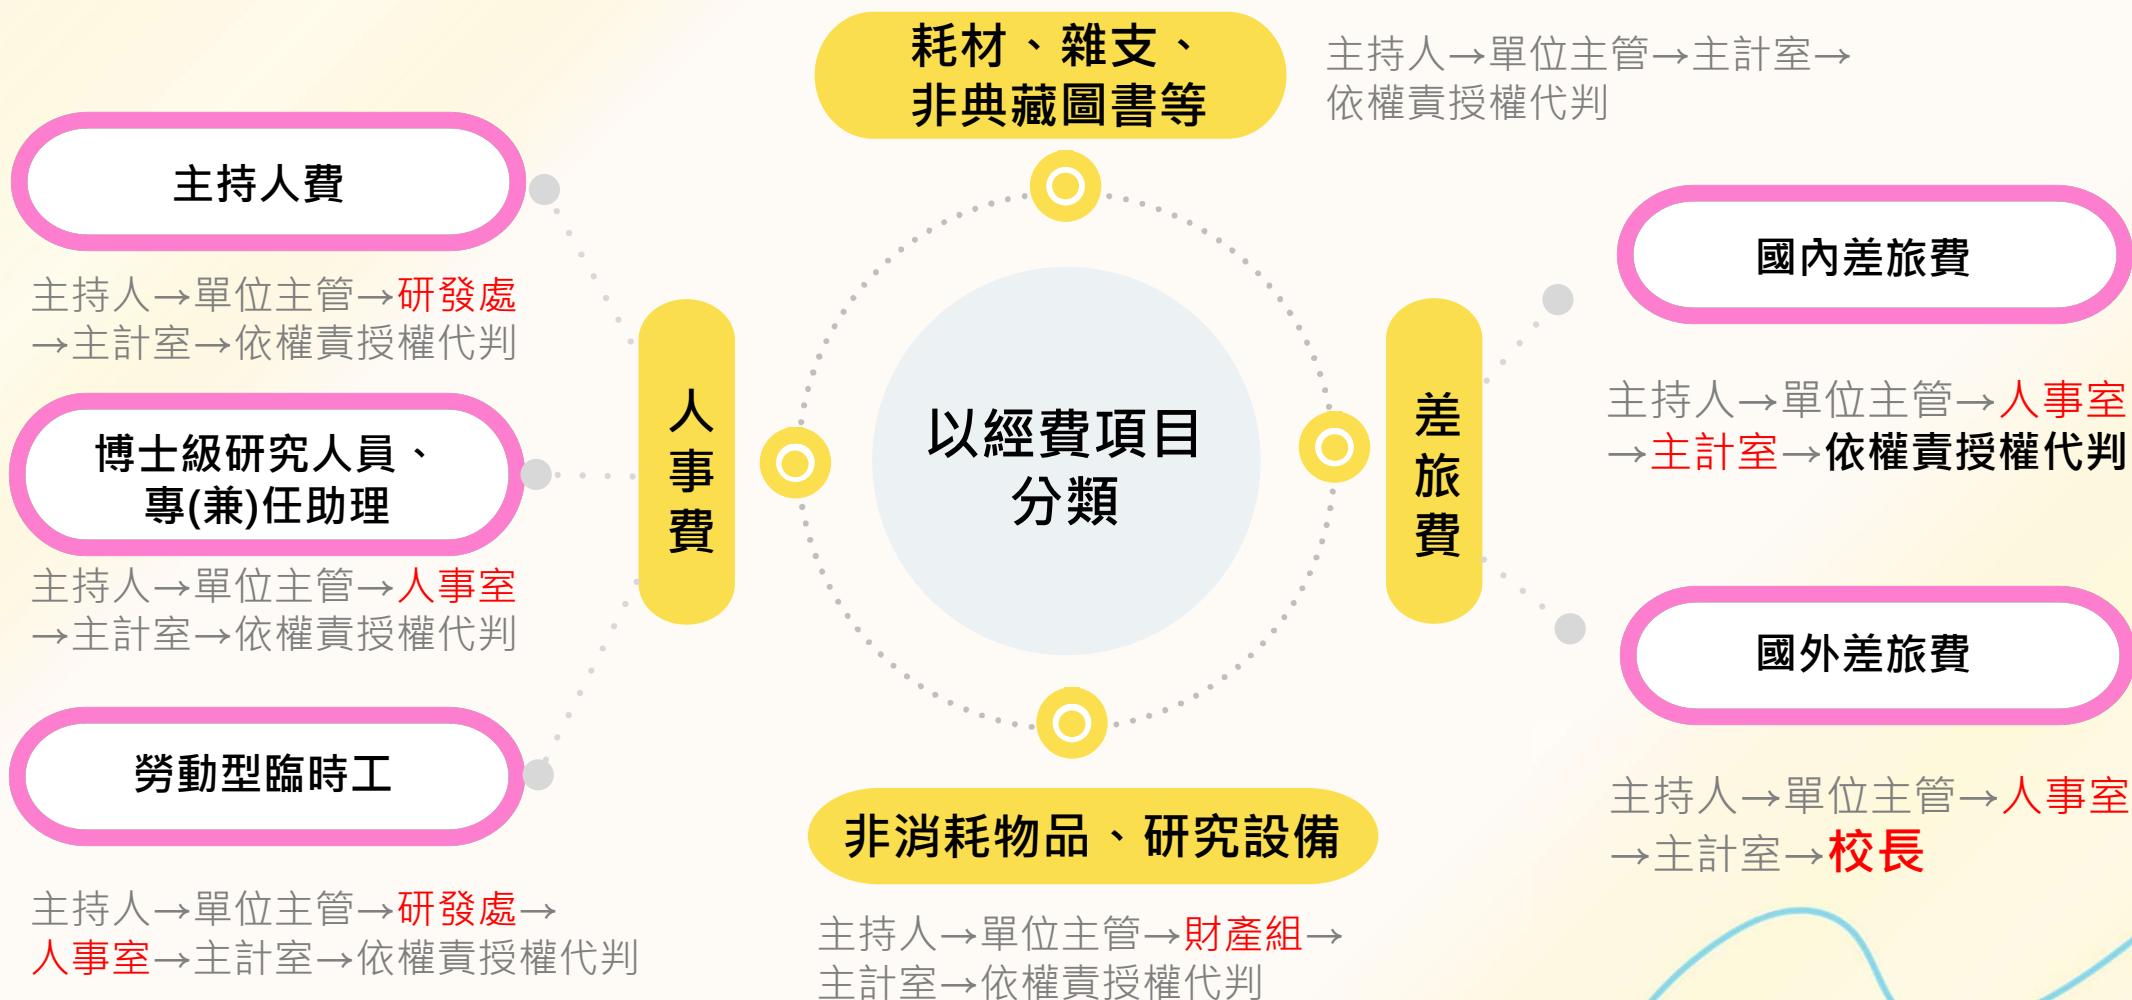 耗材、雜支、
非典藏圖書等
主持人→單位主管→主計室→
依權責授權代判
主持人費
主持人→單位主管→研發處
→主計室→依權責授權代判
博士級研究人員、
專(兼)任助理
主持人→單位主管→人事室
→主計室→依權責授權代判
勞動型臨時工
主持人→單位主管→研發處→
人事室→主計室→依權責授權代判
人事費
以經費項目
分類
差旅費
國內差旅費
主持人→單位主管→人事室
→主計室→依權責授權代判
國外差旅費
主持人→單位主管→人事室
→主計室→校長
非消耗物品、研究設備
主持人→單位主管→財產組→
主計室→依權責授權代判